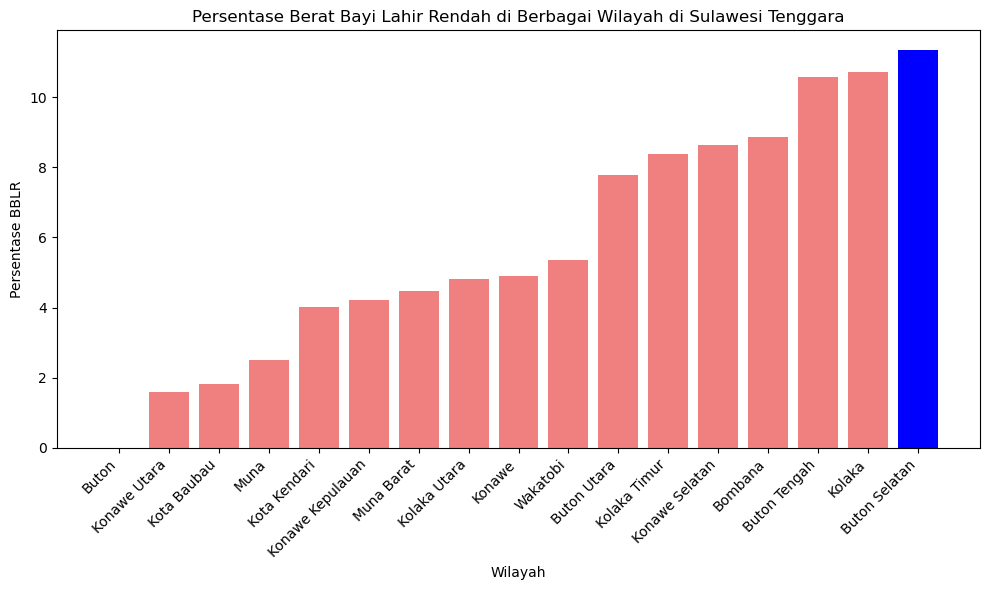 Persentase Berat Bayi Lahir Rendah di Berbagai Wilayah di Sulawesi Tenggara
Persentase BBLR
10
8
6
4
2
0
Buton
Konawe Utara
Kota Baubau
Muna
Kota Kendari
Konawe Kepulauan
Muna Barat
Kolaka Utara
Konawe
Wakatobi
Buton Utara
Kolaka Timur
Konawe Selatan
Bombana
Buton Tengah
Kolaka
Buton Selatan
Wilayah